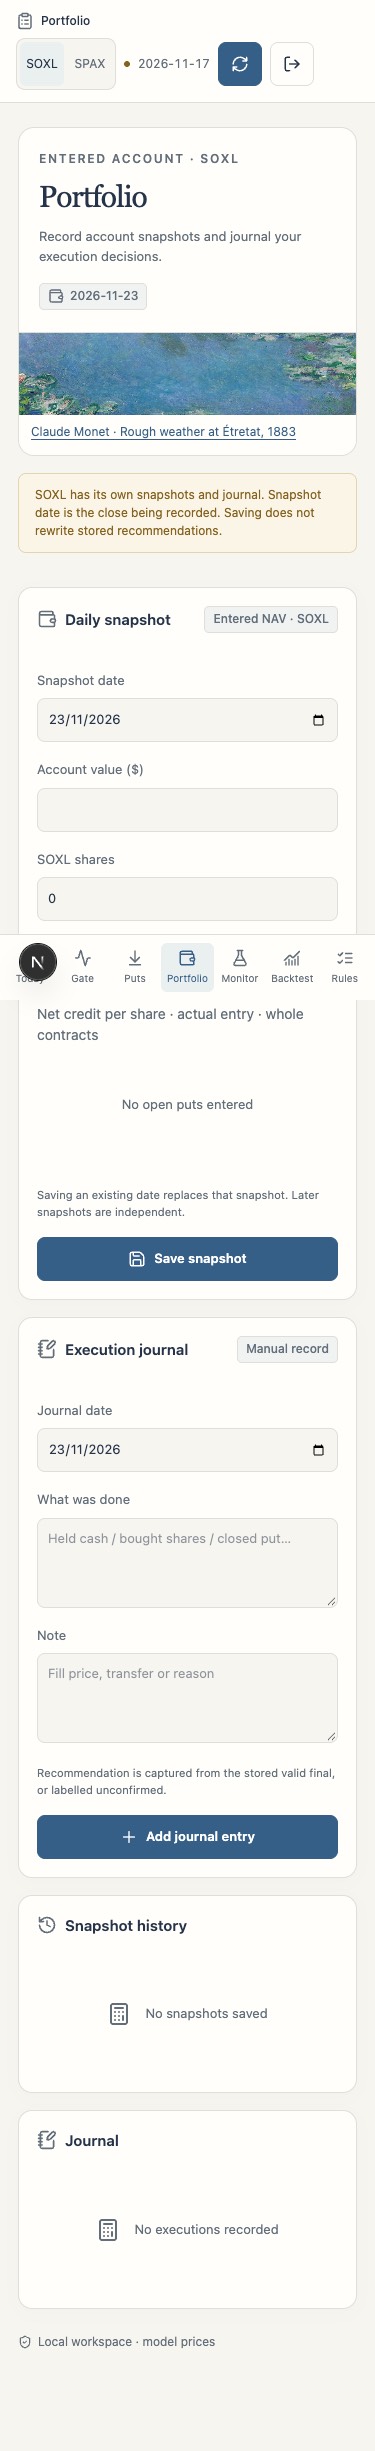 Portfolio
SOXL SPAX 2026-11-17
ENTERED ACCOUNT · SOXL
Portfolio
Record account snapshots and journal your
execution decisions.
2026-11-23
Claude Monet · Rough weather at Étretat, 1883
SOXL has its own snapshots and journal. Snapshot
date is the close being recorded. Saving does not
rewrite stored recommendations.
Daily snapshot
Entered NAV · SOXL
Snapshot date
23/11/2026
Account value ($)
SOXL shares
0
N
Today Gate Puts Portfolio Monitor Backtest Rules
Net credit per share · actual entry · whole
contracts
No open puts entered
Saving an existing date replaces that snapshot. Later
snapshots are independent.
Save snapshot
Execution journal
Manual record
Journal date
23/11/2026
What was done
Held cash / bought shares / closed put...
Note
Fill price, transfer or reason
Recommendation is captured from the stored valid final,
or labelled unconfirmed.
Add journal entry
Snapshot history
No snapshots saved
Journal
No executions recorded
Local workspace · model prices